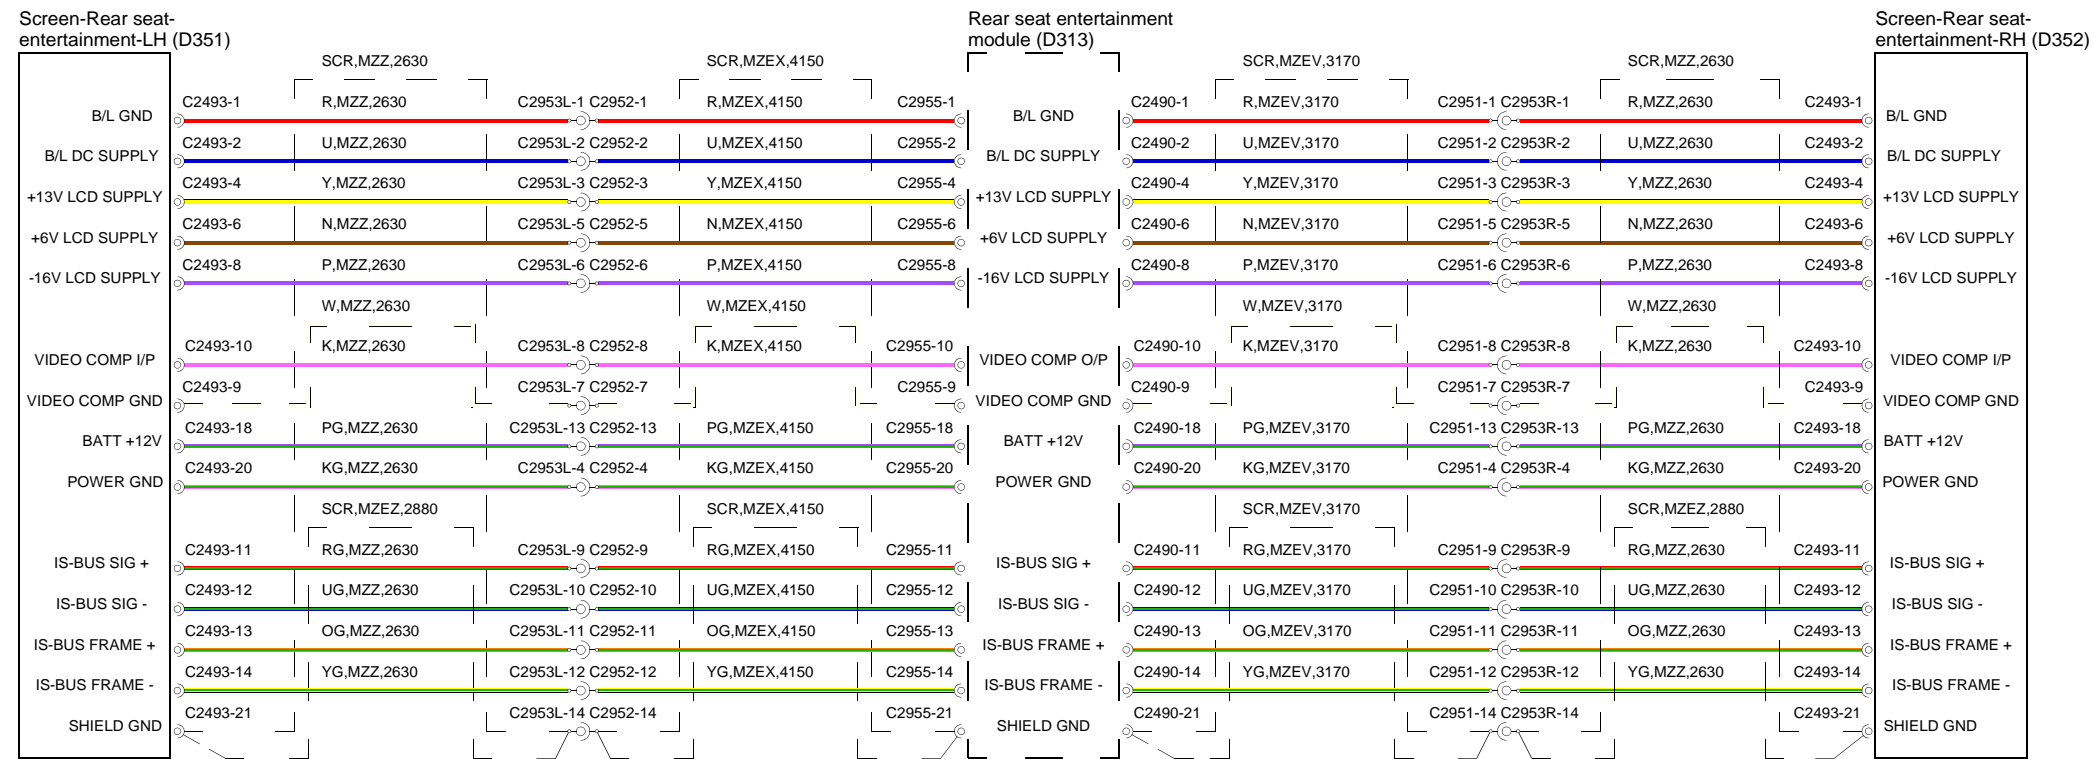 Screen-Rear seat-
entertainment-LH (D351)
Rear seat entertainment
module (D313)
Screen-Rear seat-
entertainment-RH (D352)
SCR,MZZ,2630 SCR,MZEX,4150 SCR,MZEV,3170 SCR,MZZ,2630
B/L GND C2493-1 R,MZZ,2630 C2953L-1 C2952-1 R,MZEX,4150 C2955-1 B/L GND C2490-1 R,MZEV,3170 C2951-1 C2953R-1 R,MZZ,2630 C2493-1 B/L GND
B/L DC SUPPLY C2493-2 U,MZZ,2630 C2953L-2 C2952-2 U,MZEX,4150 C2955-2 B/L DC SUPPLY C2490-2 U,MZEV,3170 C2951-2 C2953R-2 U,MZZ,2630 C2493-2 B/L DC SUPPLY
+13V LCD SUPPLY C2493-4 Y,MZZ,2630 C2953L-3 C2952-3 Y,MZEX,4150 C2955-4 +13V LCD SUPPLY C2490-4 Y,MZEV,3170 C2951-3 C2953R-3 Y,MZZ,2630 C2493-4 +13V LCD SUPPLY
+6V LCD SUPPLY C2493-6 N,MZZ,2630 C2953L-5 C2952-5 N,MZEX,4150 C2955-6 +6V LCD SUPPLY C2490-6 N,MZEV,3170 C2951-5 C2953R-5 N,MZZ,2630 C2493-6 +6V LCD SUPPLY
-16V LCD SUPPLY C2493-8 P,MZZ,2630 C2953L-6 C2952-6 P,MZEX,4150 C2955-8 -16V LCD SUPPLY C2490-8 P,MZEV,3170 C2951-6 C2953R-6 P,MZZ,2630 C2493-8 -16V LCD SUPPLY
W,MZZ,2630 W,MZEX,4150 W,MZEV,3170 W,MZZ,2630
VIDEO COMP I/P C2493-10 K,MZZ,2630 C2953L-8 C2952-8 K,MZEX,4150 C2955-10 VIDEO COMP O/P C2490-10 K,MZEV,3170 C2951-8 C2953R-8 K,MZZ,2630 C2493-10 VIDEO COMP I/P
VIDEO COMP GND C2493-9 C2953L-7 C2952-7 C2955-9 VIDEO COMP GND C2490-9 C2951-7 C2953R-7 C2493-9 VIDEO COMP GND
BATT +12V C2493-18 PG,MZZ,2630 C2953L-13 C2952-13 PG,MZEX,4150 C2955-18 BATT +12V C2490-18 PG,MZEV,3170 C2951-13 C2953R-13 PG,MZZ,2630 C2493-18 BATT +12V
POWER GND C2493-20 KG,MZZ,2630 C2953L-4 C2952-4 KG,MZEX,4150 C2955-20 POWER GND C2490-20 KG,MZEV,3170 C2951-4 C2953R-4 KG,MZZ,2630 C2493-20 POWER GND
SCR,MZEZ,2880 SCR,MZEX,4150 SCR,MZEV,3170 SCR,MZEZ,2880
IS-BUS SIG + C2493-11 RG,MZZ,2630 C2953L-9 C2952-9 RG,MZEX,4150 C2955-11 IS-BUS SIG + C2490-11 RG,MZEV,3170 C2951-9 C2953R-9 RG,MZZ,2630 C2493-11 IS-BUS SIG +
IS-BUS SIG - C2493-12 UG,MZZ,2630 C2953L-10 C2952-10 UG,MZEX,4150 C2955-12 IS-BUS SIG - C2490-12 UG,MZEV,3170 C2951-10 C2953R-10 UG,MZZ,2630 C2493-12 IS-BUS SIG -
IS-BUS FRAME + C2493-13 OG,MZZ,2630 C2953L-11 C2952-11 OG,MZEX,4150 C2955-13 IS-BUS FRAME + C2490-13 OG,MZEV,3170 C2951-11 C2953R-11 OG,MZZ,2630 C2493-13 IS-BUS FRAME +
IS-BUS FRAME - C2493-14 YG,MZZ,2630 C2953L-12 C2952-12 YG,MZEX,4150 C2955-14 IS-BUS FRAME - C2490-14 YG,MZEV,3170 C2951-12 C2953R-12 YG,MZZ,2630 C2493-14 IS-BUS FRAME -
SHIELD GND C2493-21 C2953L-14 C2952-14 C2955-21 SHIELD GND C2490-21 C2951-14 C2953R-14 C2493-21 SHIELD GND